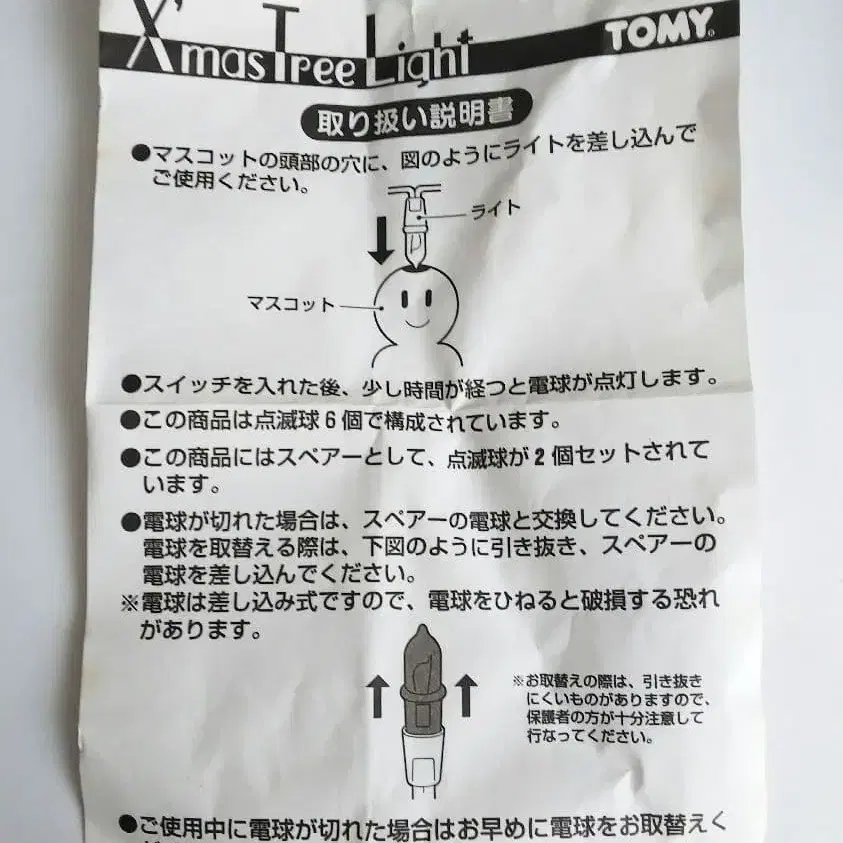 X'mas Tree Light
TOMY
取り扱い説明書
●マスコットの頭部の穴に、図のようにライトを差し込んで
ご使用ください。
ライト
マスコット
●スイッチを入れた後、少し時間が経つと電球が点灯します。
●この商品は点滅球6個で構成されています。
●この商品にはスペアーとして、点滅球が2個セットされて
います。
●電球が切れた場合は、スペアーの電球と交換してください。
電球を取替える際は、下図のように引き抜き、スペアーの
電球を差し込んでください。
※電球は差し込み式ですので、電球をひねると破損する恐れ
があります。
※お取替えの際は、引き抜き
にくいものがありますので、
保護者の方が十分注意して
行なってください。
●ご使用中に電球が切れた場合はお早めに電球をお取替えく